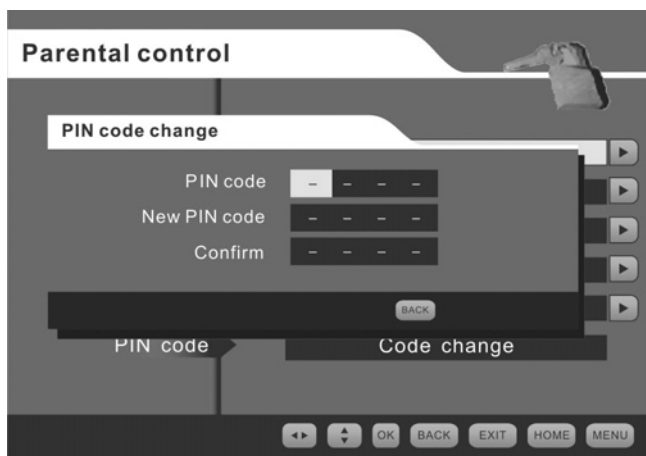 Parental control
PIN code change
PIN code – – – –
New PIN code – – – –
Confirm – – – –
BACK
PIN code Code change
OK BACK EXIT HOME MENU